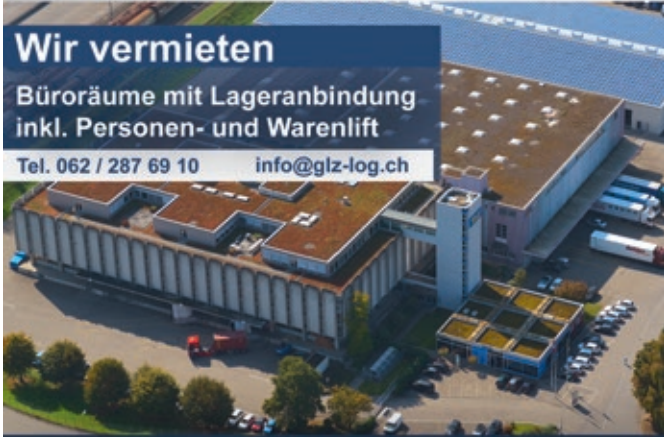 Wir vermieten
Büroräume mit Lageranbindung
inkl. Personen- und Warenlift
Tel. 062 / 287 69 10 info@glz-log.ch